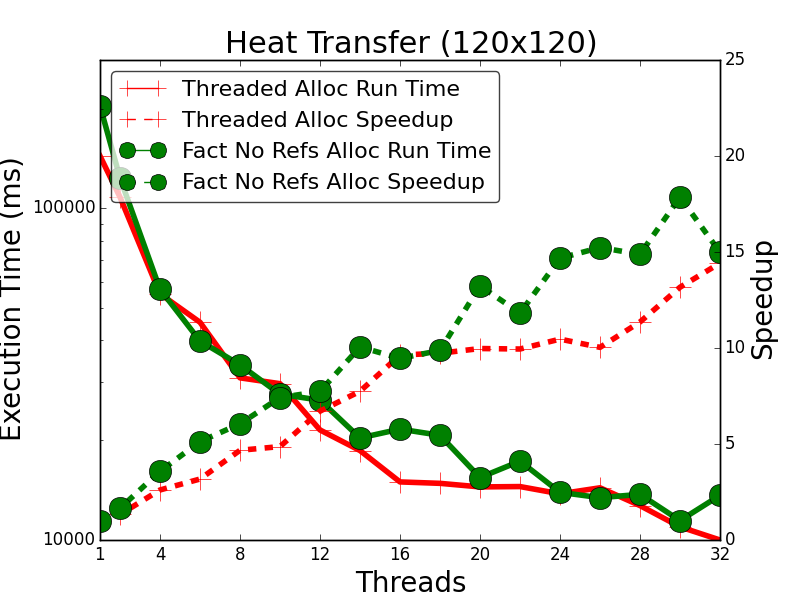 Heat Transfer (120x120)
Threaded Alloc Run Time
Threaded Alloc Speedup
Fact No Refs Alloc Run Time
Fact No Refs Alloc Speedup
Execution Time (ms)
100000
10000
25
20
15
10
5
0
Speedup
1 4 8 12 16 20 24 28 32
Threads